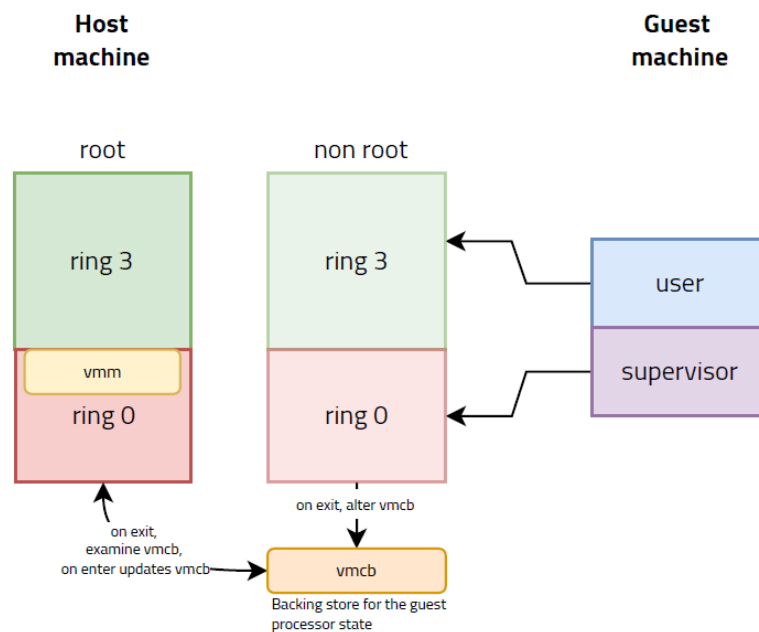 Host
machine
Guest
machine
root
non root
ring 3
ring 3
user
vmm
supervisor
ring 0
ring 0
on exit, alter vmcb
on exit,
examine vmcb,
on enter updates vmcb
vmcb
Backing store for the guest
processor state